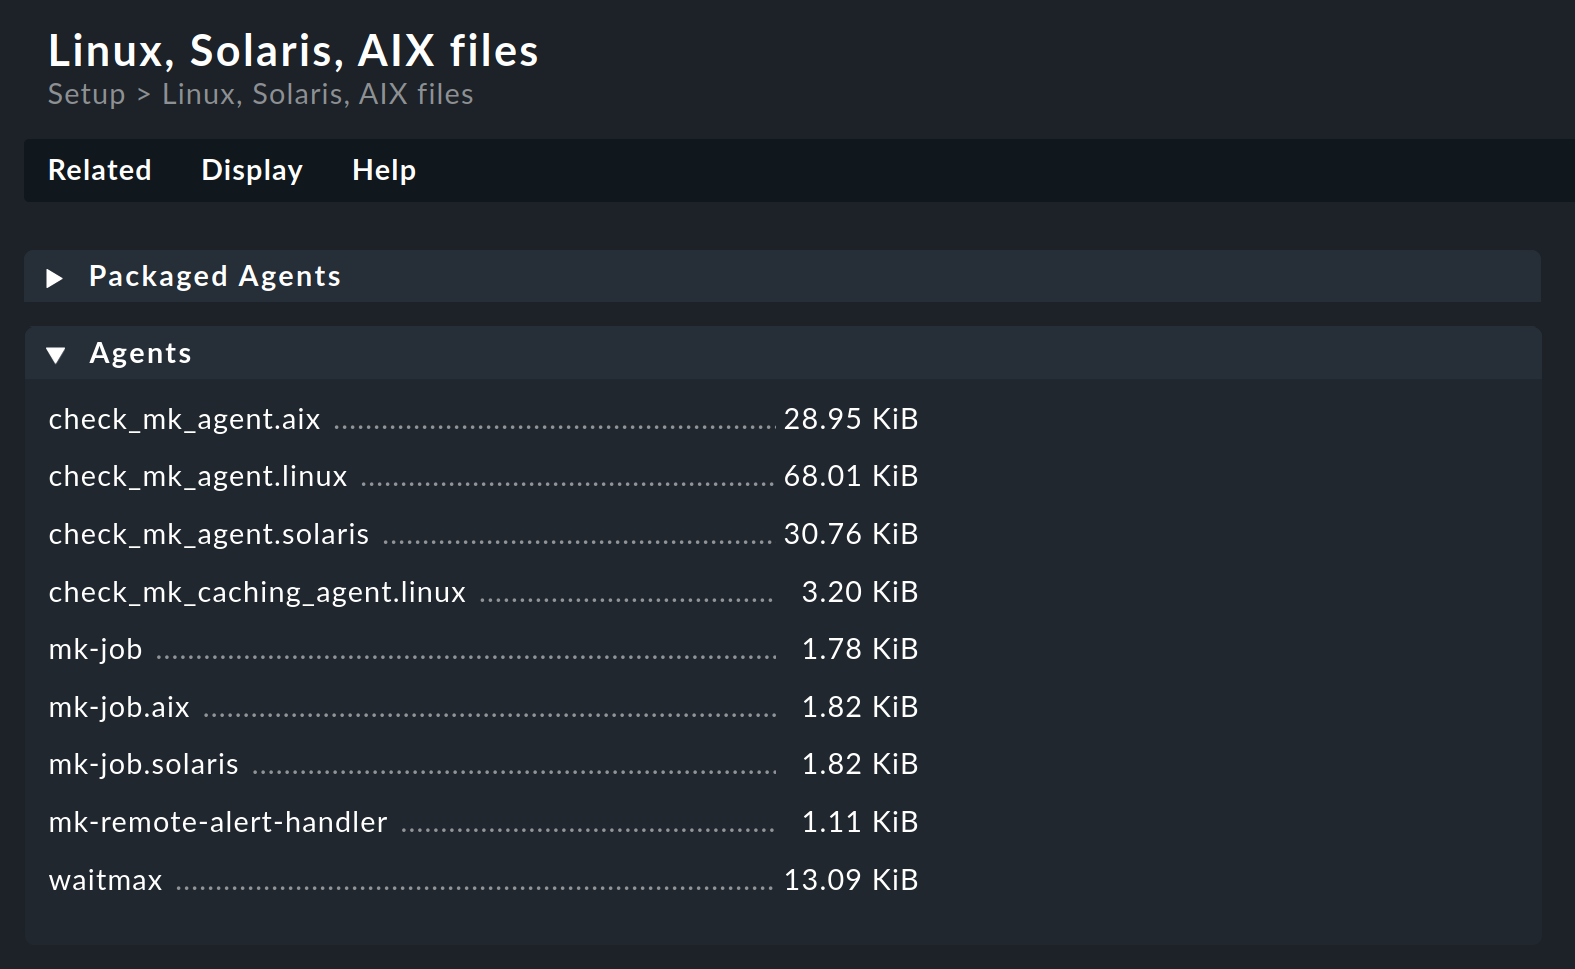 Linux, Solaris, AIX files
Setup > Linux, Solaris, AIX files
Related Display Help
Packaged Agents
Agents
check_mk_agent.aix 28.95 KiB
check_mk_agent.linux 68.01 KiB
check_mk_agent.solaris 30.76 KiB
check_mk_caching_agent.linux 3.20 KiB
mk-job 1.78 KiB
mk-job.aix 1.82 KiB
mk-job.solaris 1.82 KiB
mk-remote-alert-handler 1.11 KiB
waitmax 13.09 KiB